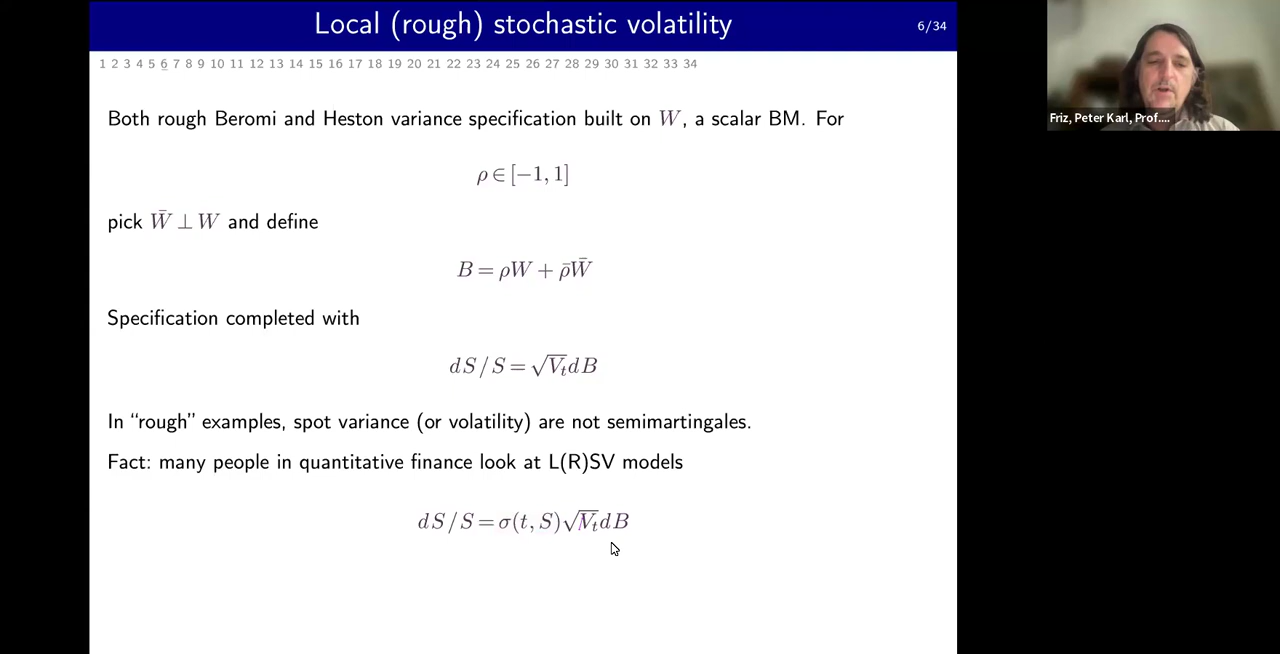 Local (rough) stochastic volatility
6/34
1 2 3 4 5 6 7 8 9 10 11 12 13 14 15 16 17 18 19 20 21 22 23 24 25 26 27 28 29 30 31 32 33 34
Both rough Beromi and Heston variance specification built on W, a scalar BM. For
ρ ∈ [−1, 1]
pick W̄ ⊥ W and define
B = ρW + ρ̄W̄
Specification completed with
dS/S = √V_t dB
In “rough” examples, spot variance (or volatility) are not semimartingales.
Fact: many people in quantitative finance look at L(R)SV models
dS/S = σ(t, S)√V_t dB
Friz, Peter Karl, Prof....